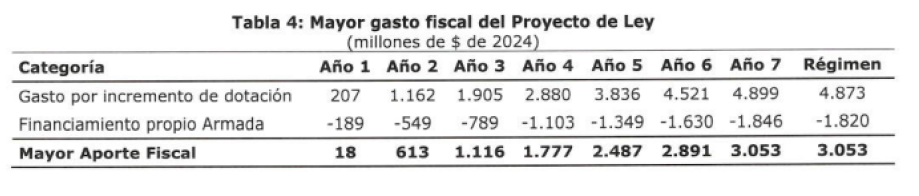 Tabla 4: Mayor gasto fiscal del Proyecto de Ley
(millones de $ de 2024)
Categoría Año 1 Año 2 Año 3 Año 4 Año 5 Año 6 Año 7 Régimen
Gasto por incremento de dotación 207 1.162 1.905 2.880 3.836 4.521 4.899 4.873
Financiamiento propio Armada -189 -549 -789 -1.103 -1.349 -1.630 -1.846 -1.820
Mayor Aporte Fiscal 18 613 1.116 1.777 2.487 2.891 3.053 3.053